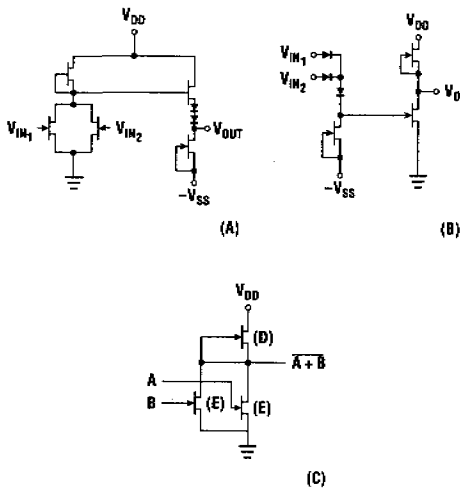 V_DD
V_IN1
V_IN2
V_OUT
-V_SS
(A)
V_IN1
V_IN2
V_DD
V_O
-V_SS
(B)
V_DD
(D)
A+B
A
B
(E)
(E)
(C)